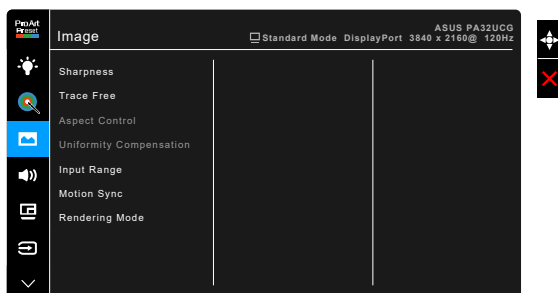 ProArt
Preset
Image
ASUS PA32UCG
Standard Mode DisplayPort 3840 x 2160@ 120Hz
Sharpness
Trace Free
Aspect Control
Uniformity Compensation
Input Range
Motion Sync
Rendering Mode